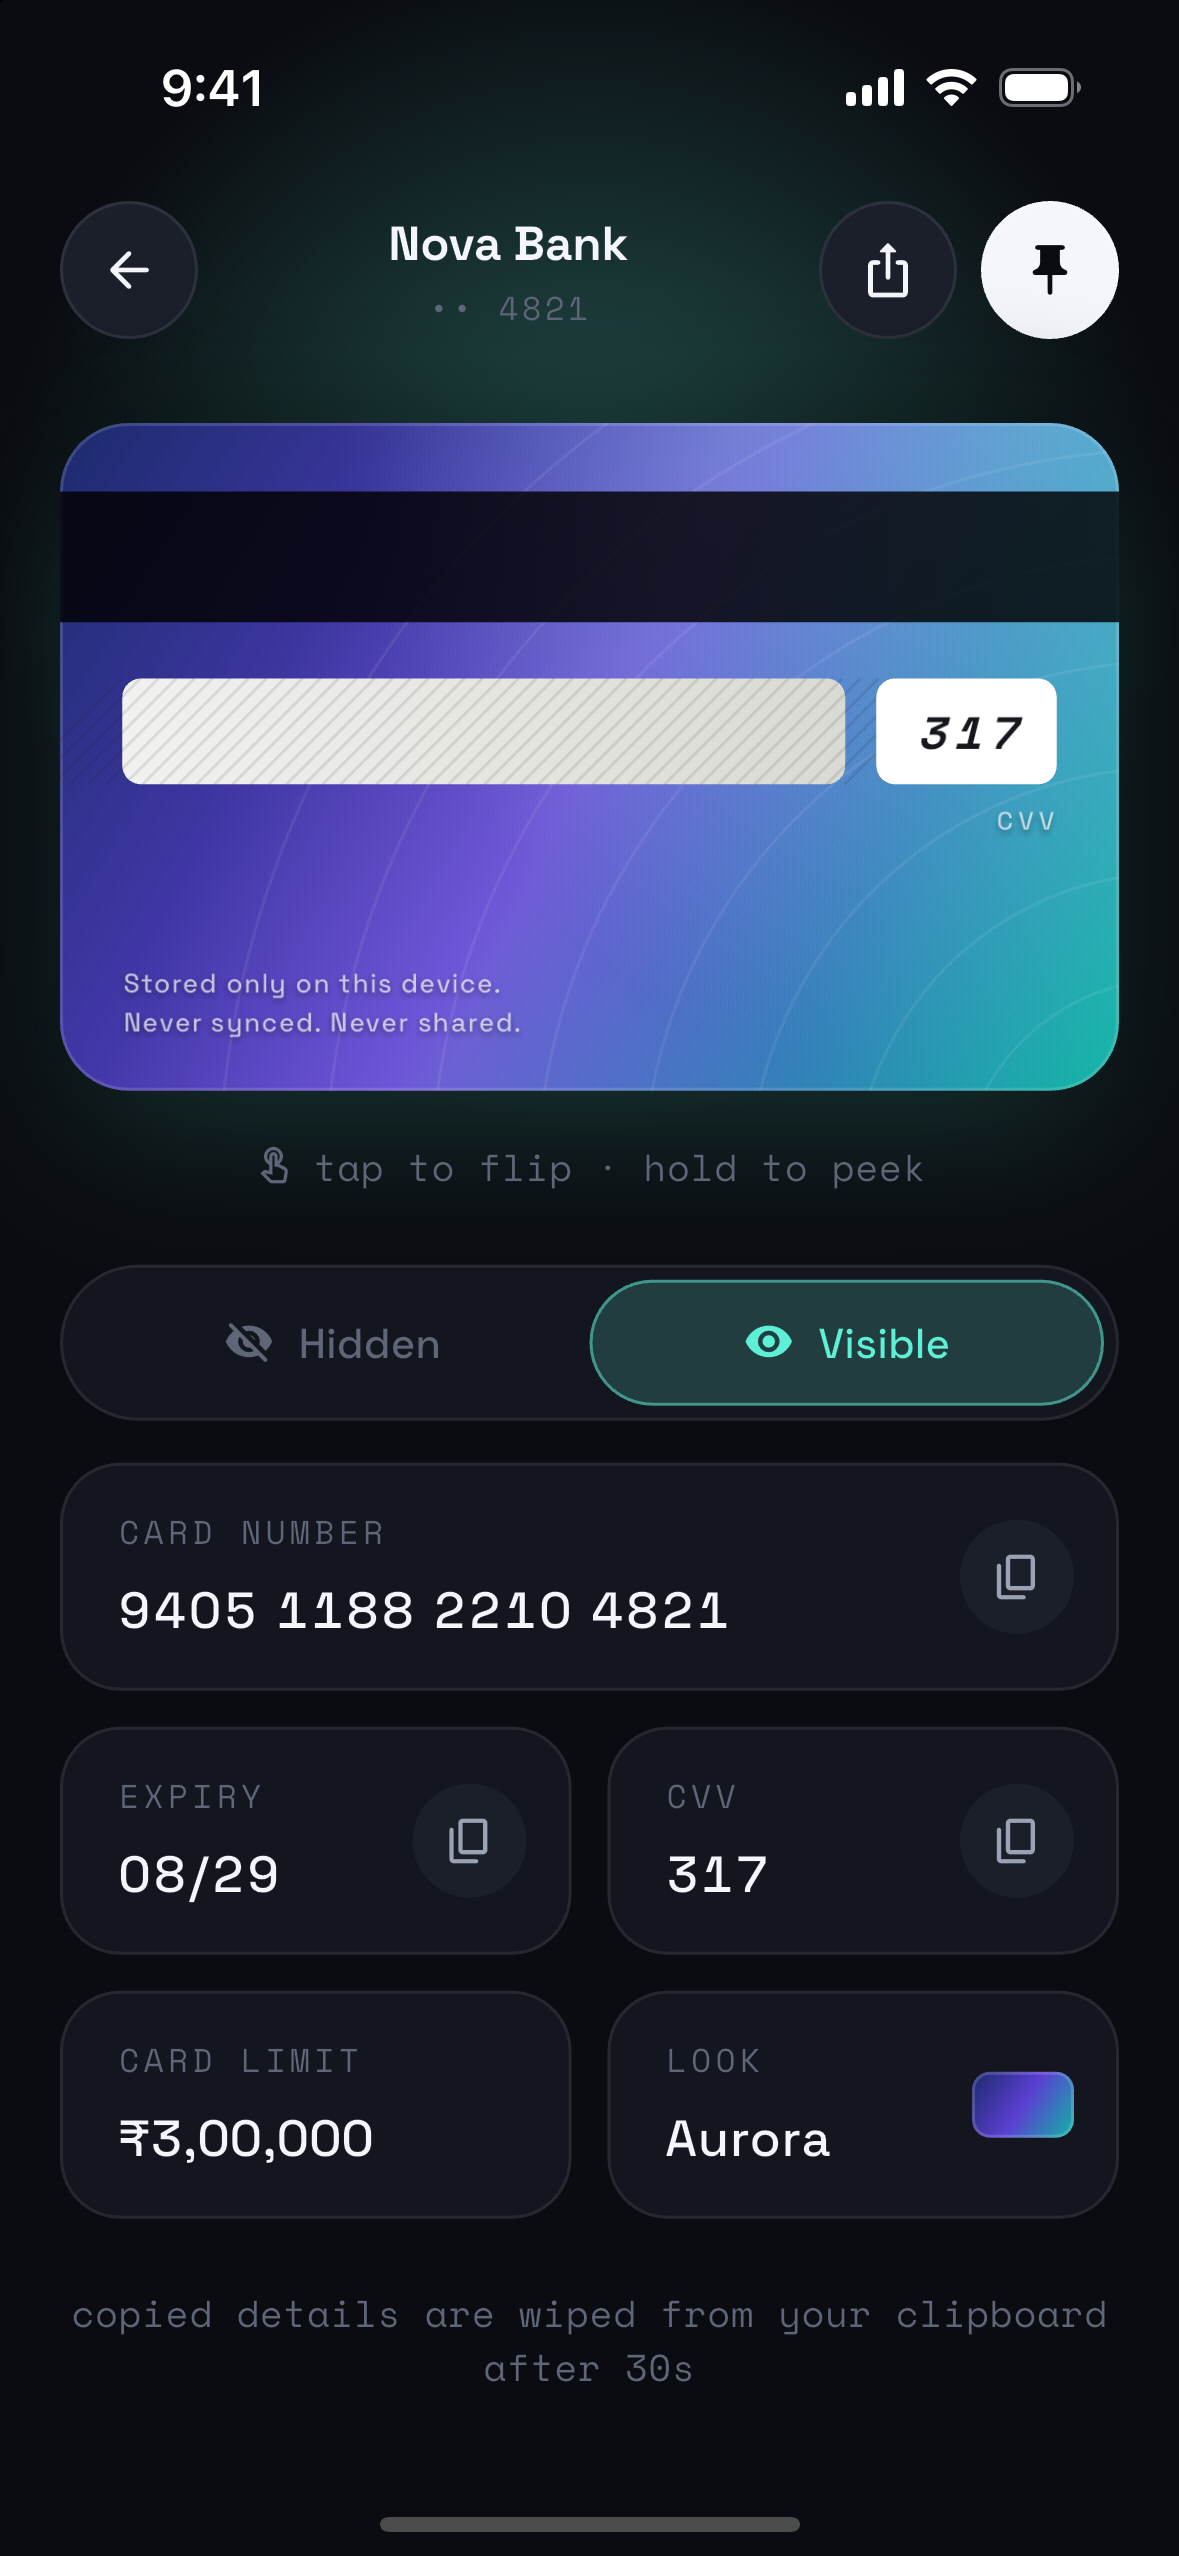 9:41
Nova Bank
•• 4821
317
CVV
Stored only on this device.
Never synced. Never shared.
tap to flip · hold to peek
Hidden
Visible
CARD NUMBER
9405 1188 2210 4821
EXPIRY
08/29
CVV
317
CARD LIMIT
₹3,00,000
LOOK
Aurora
copied details are wiped from your clipboard
after 30s